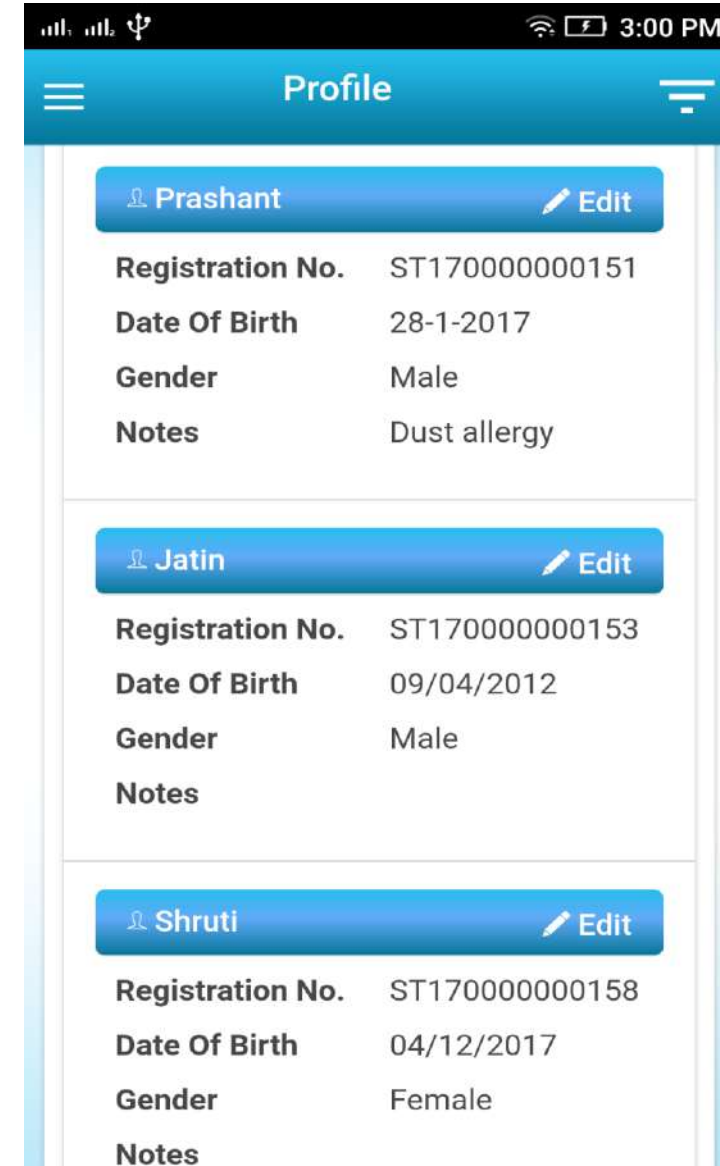 3:00 PM
Profile
Prashant Edit
Registration No. ST170000000151
Date Of Birth 28-1-2017
Gender Male
Notes Dust allergy
Jatin Edit
Registration No. ST170000000153
Date Of Birth 09/04/2012
Gender Male
Notes
Shruti Edit
Registration No. ST170000000158
Date Of Birth 04/12/2017
Gender Female
Notes